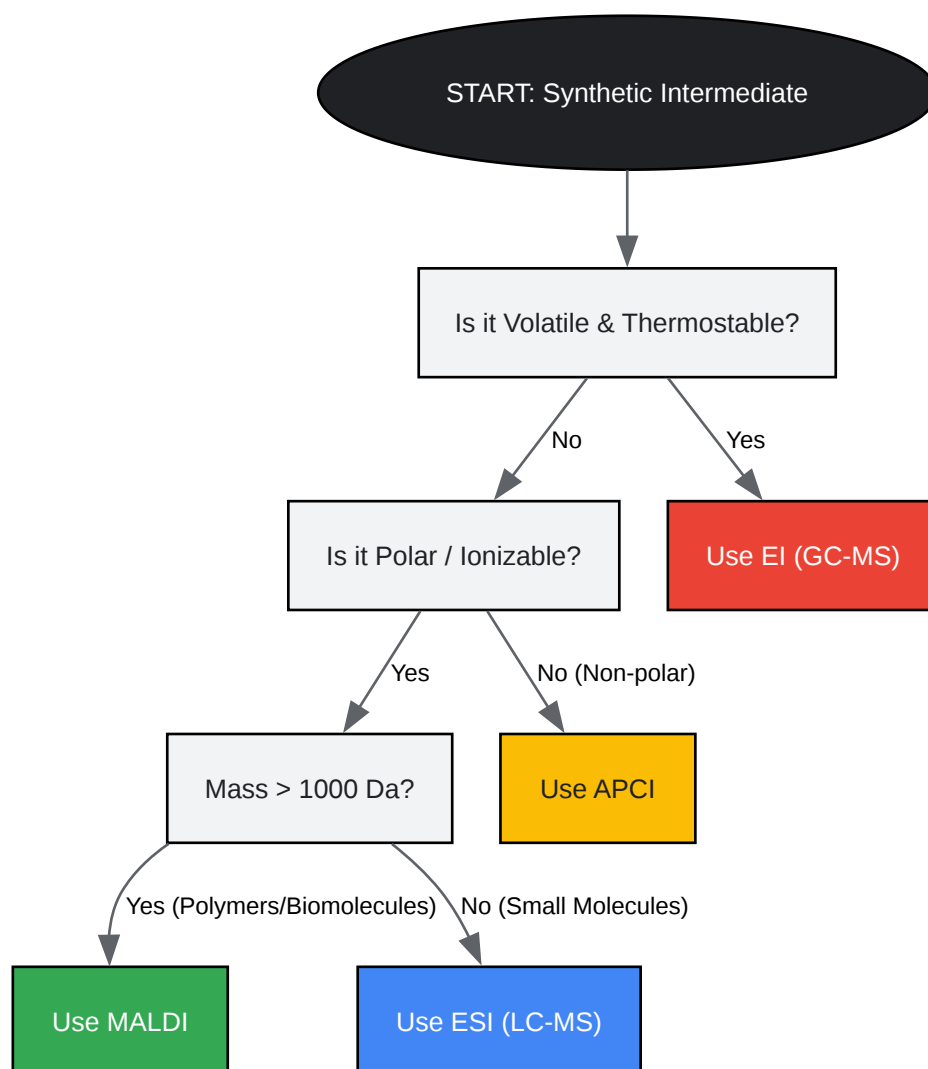 START: Synthetic Intermediate
Is it Volatile & Thermostable?
No
Yes
Is it Polar / Ionizable?
Use EI (GC-MS)
Yes
No (Non-polar)
Mass > 1000 Da?
Use APCI
Yes (Polymers/Biomolecules)
No (Small Molecules)
Use MALDI
Use ESI (LC-MS)